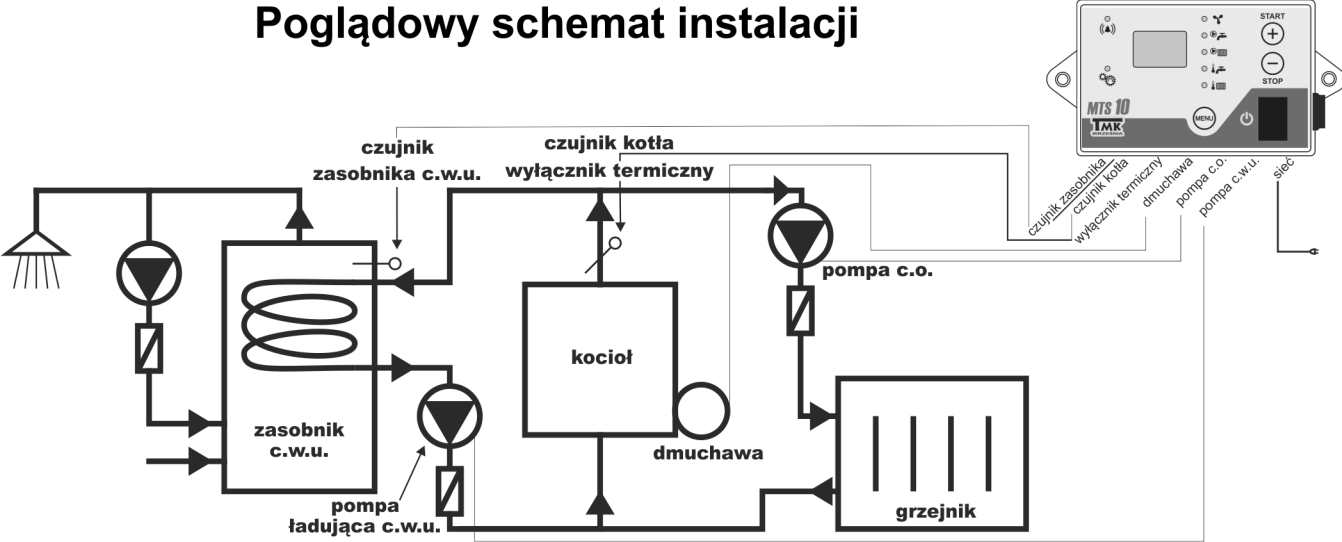 Poglądowy schemat instalacji
START
STOP
MENU
MTS 10
TMK
WRZEŚNIA
czujnik zasobnika
czujnik kotła
wyłącznik termiczny
dmuchawa
pompa c.o.
pompa c.w.u.
sieć
czujnik
zasobnika c.w.u.
czujnik kotła
wyłącznik termiczny
pompa c.o.
kocioł
dmuchawa
zasobnik
c.w.u.
pompa
ładująca c.w.u.
grzejnik